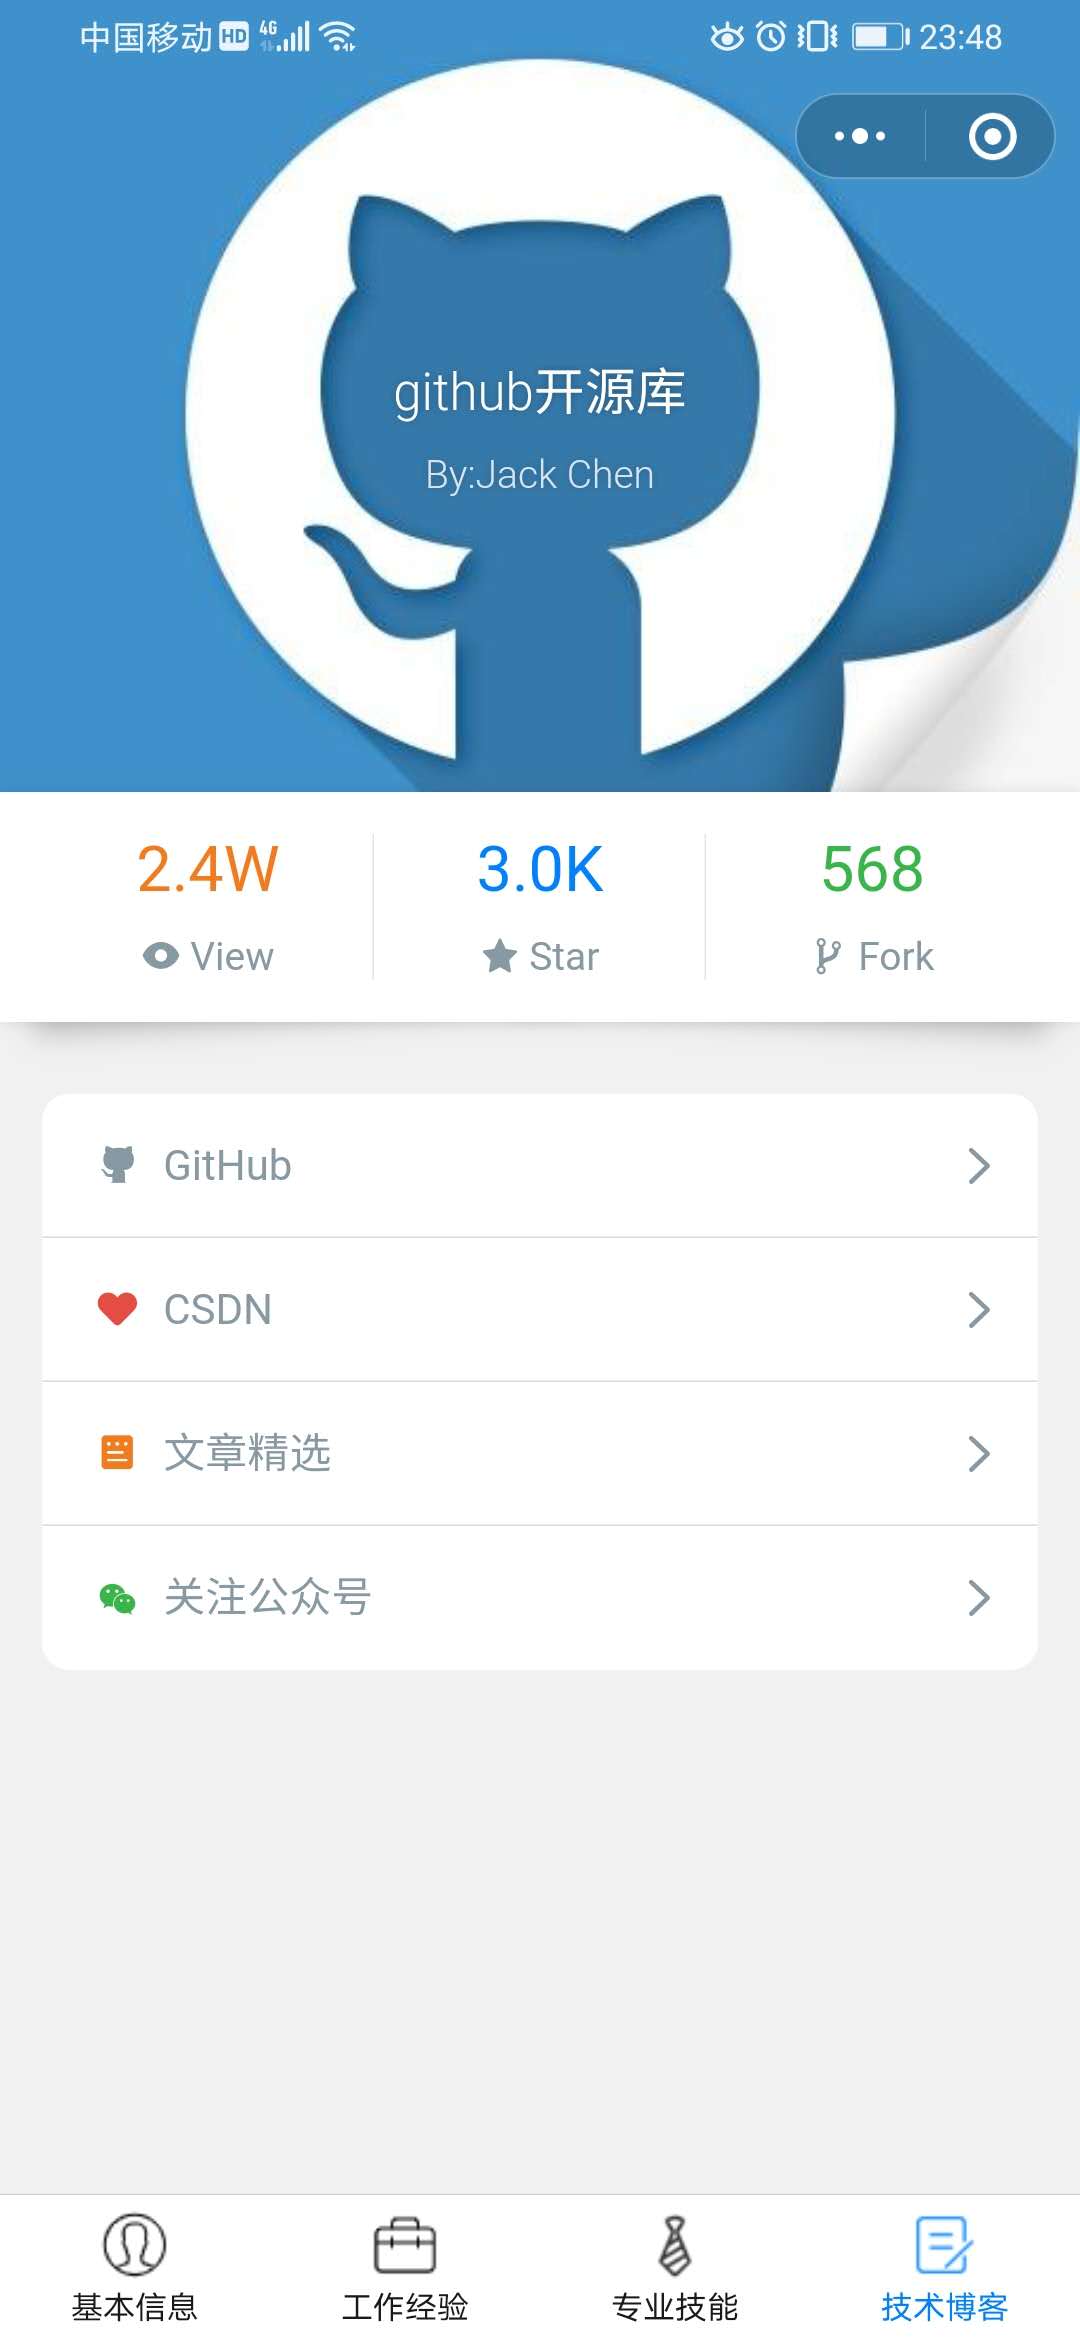 中国移动 HD 4G 23:48
github开源库
By:Jack Chen
2.4W 3.0K 568
View Star Fork
GitHub
CSDN
文章精选
关注公众号
基本信息 工作经验 专业技能 技术博客